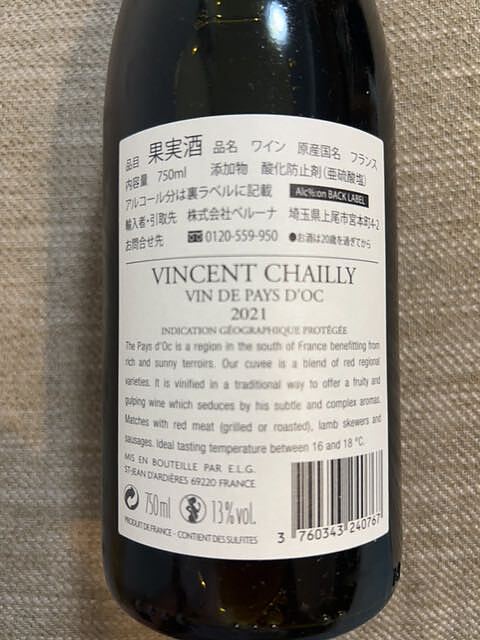 品目 果実酒 品名 ワイン 原産国名 フランス
内容量 750ml 添加物 酸化防止剤(亜硫酸塩)
アルコール分は裏ラベルに記載 Alc%:on BACK LABEL
輸入者・引取先 株式会社ベルーナ 埼玉県上尾市宮本町4-2
お問合せ先 ☎0120-559-950 ●お酒は20歳を過ぎてから
VINCENT CHAILLY
VIN DE PAYS D'OC
2021
INDICATION GÉOGRAPHIQUE PROTÉGÉE
The Pays d'Oc is a region in the south of France benefitting from
rich and sunny terroirs. Our cuvee is a blend of red regional
varieties. It is vinified in a traditional way to offer a fruity and
gulping wine which seduces by his subtle and complex aromas.
Matches with red meat (grilled or roasted), lamb skewers and
sausages. Ideal tasting temperature between 16 and 18 °C.
MIS EN BOUTEILLE PAR E.L.G.
ST-JEAN D'ARDIÈRES 69220 FRANCE
750ml 13%vol.
PRODUIT DE FRANCE - CONTIENT DES SULFITES
3 760343 240767